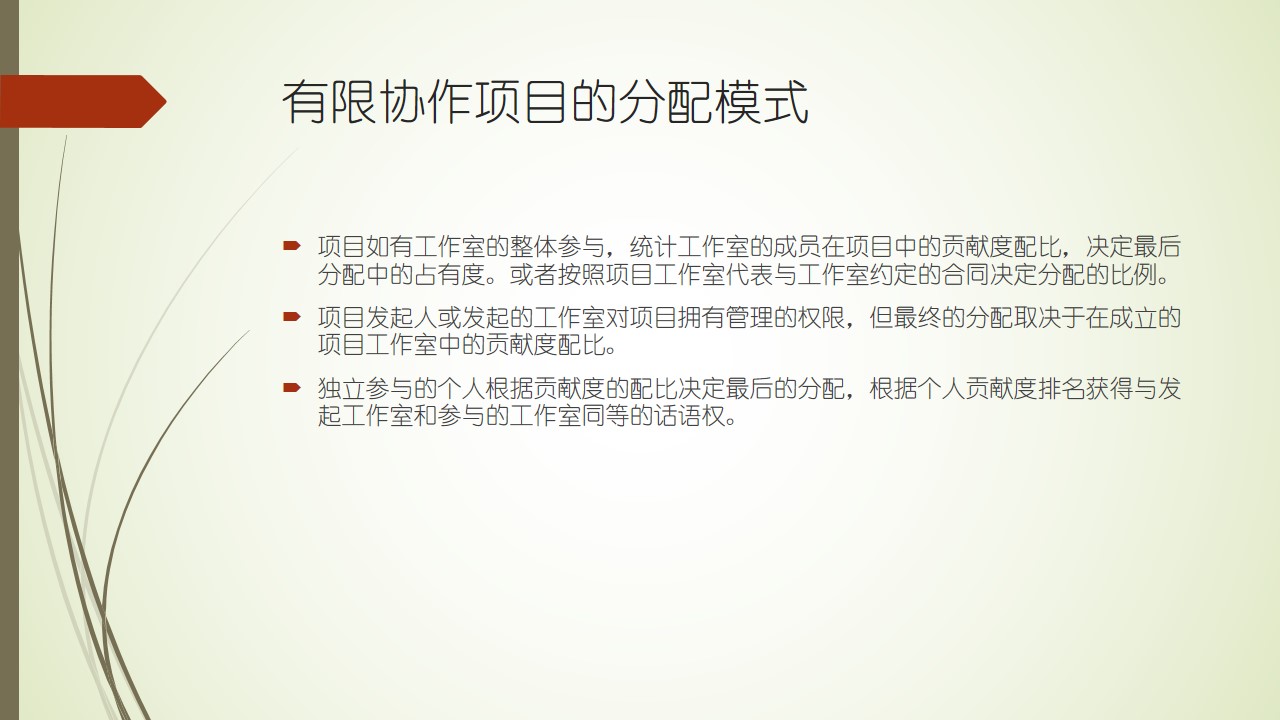 有限协作项目的分配模式
项目如有工作室的整体参与，统计工作室的成员在项目中的贡献度配比，决定最后
分配中的占有度。或者按照项目工作室代表与工作室约定的合同决定分配的比例。
项目发起人或发起的工作室对项目拥有管理的权限，但最终的分配取决于在成立的
项目工作室中的贡献度配比。
独立参与的个人根据贡献度的配比决定最后的分配，根据个人贡献度排名获得与发
起工作室和参与的工作室同等的话语权。